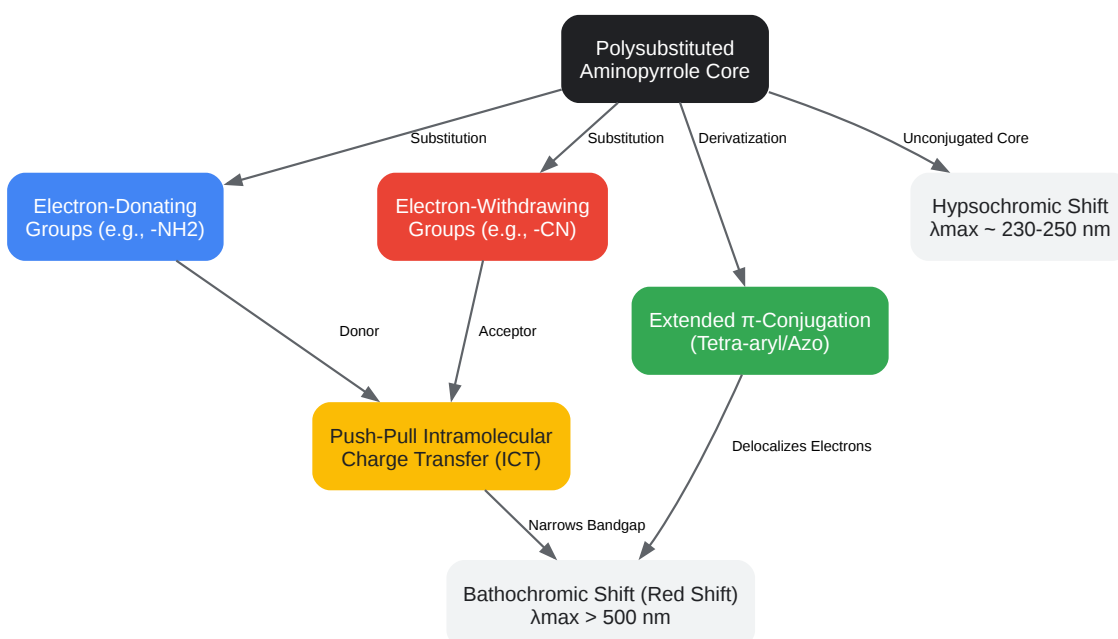 Polysubstituted
Aminopyrrole Core
Substitution
Substitution
Derivatization
Unconjugated Core
Electron-Donating
Groups (e.g., -NH2)
Electron-Withdrawing
Groups (e.g., -CN)
Hypsochromic Shift
λmax ~ 230-250 nm
Extended π-Conjugation
(Tetra-aryl/Azo)
Donor
Acceptor
Push-Pull Intramolecular
Charge Transfer (ICT)
Delocalizes Electrons
Narrows Bandgap
Bathochromic Shift (Red Shift)
λmax > 500 nm